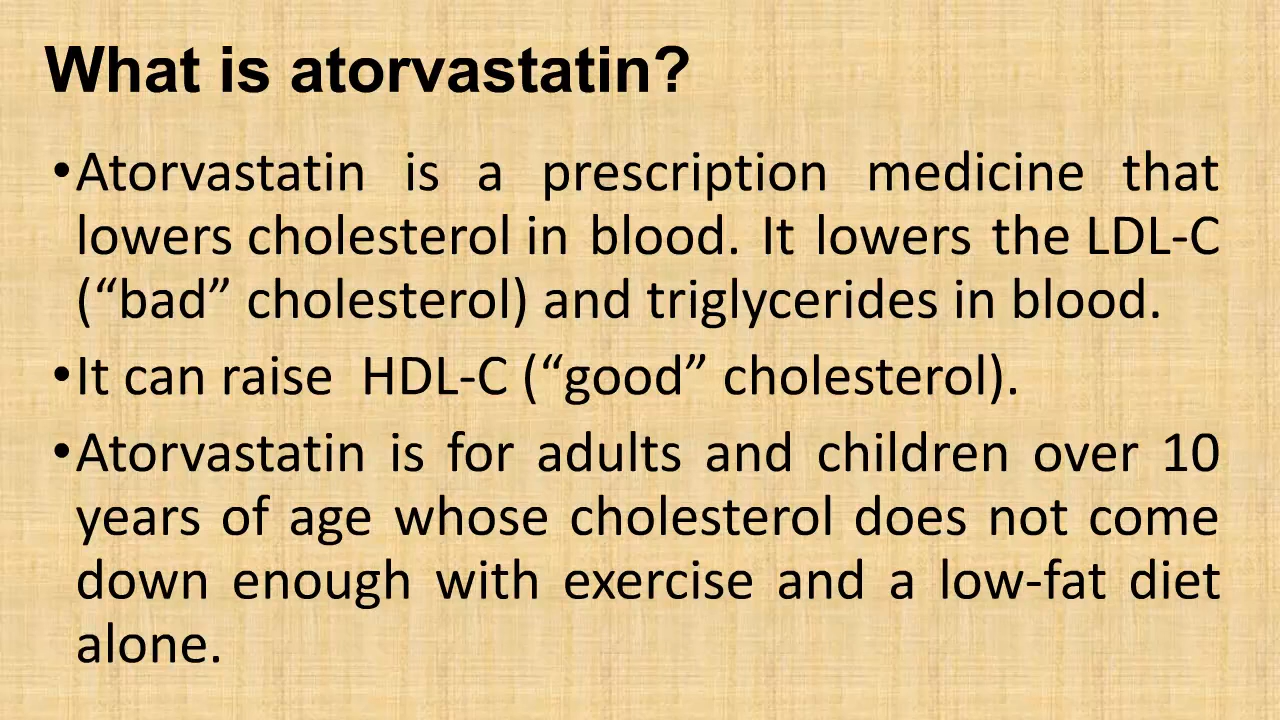 What is atorvastatin?
•Atorvastatin is a prescription medicine that
lowers cholesterol in blood. It lowers the LDL-C
(“bad” cholesterol) and triglycerides in blood.
•It can raise  HDL-C (“good” cholesterol).
•Atorvastatin is for adults and children over 10
years of age whose cholesterol does not come
down enough with exercise and a low-fat diet
alone.